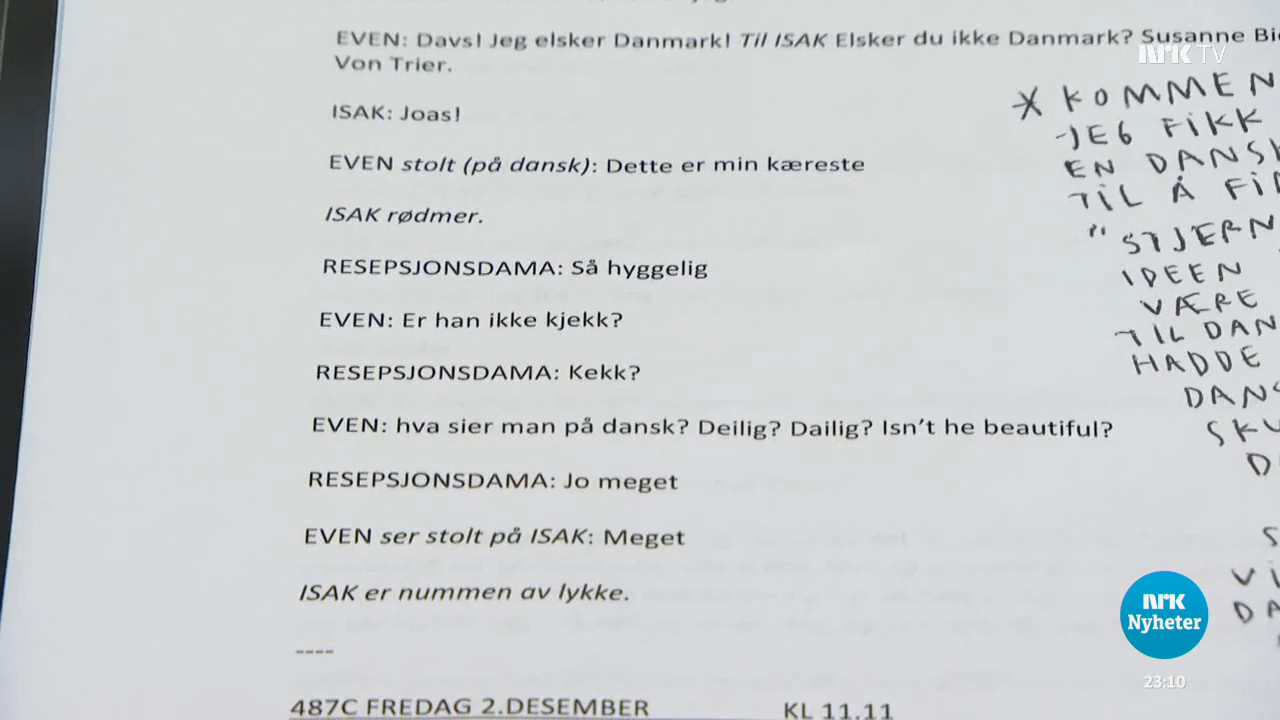 EVEN: Davs! Jeg elsker Danmark! Til ISAK Elsker du ikke Danmark? Susanne
Von Trier.
ISAK: Joas!
EVEN stolt (på dansk): Dette er min kæreste
ISAK rødmer.
RESEPSJONSDAMA: Så hyggelig
EVEN: Er han ikke kjekk?
RESEPSJONSDAMA: Kekk?
EVEN: hva sier man på dansk? Deilig? Dailig? Isn't he beautiful?
RESEPSJONSDAMA: Jo meget
EVEN ser stolt på ISAK: Meget
ISAK er nummen av lykke.
----
487C FREDAG 2.DESEMBER KL 11.11
* KOMMEN
-JEG FIKK
EN DANSK
TIL Å
" STJERN
IDEEN
VÆRE
TIL DAN
HADDE
DANS
SKU
NRK TV
NRK
Nyheter
23:10